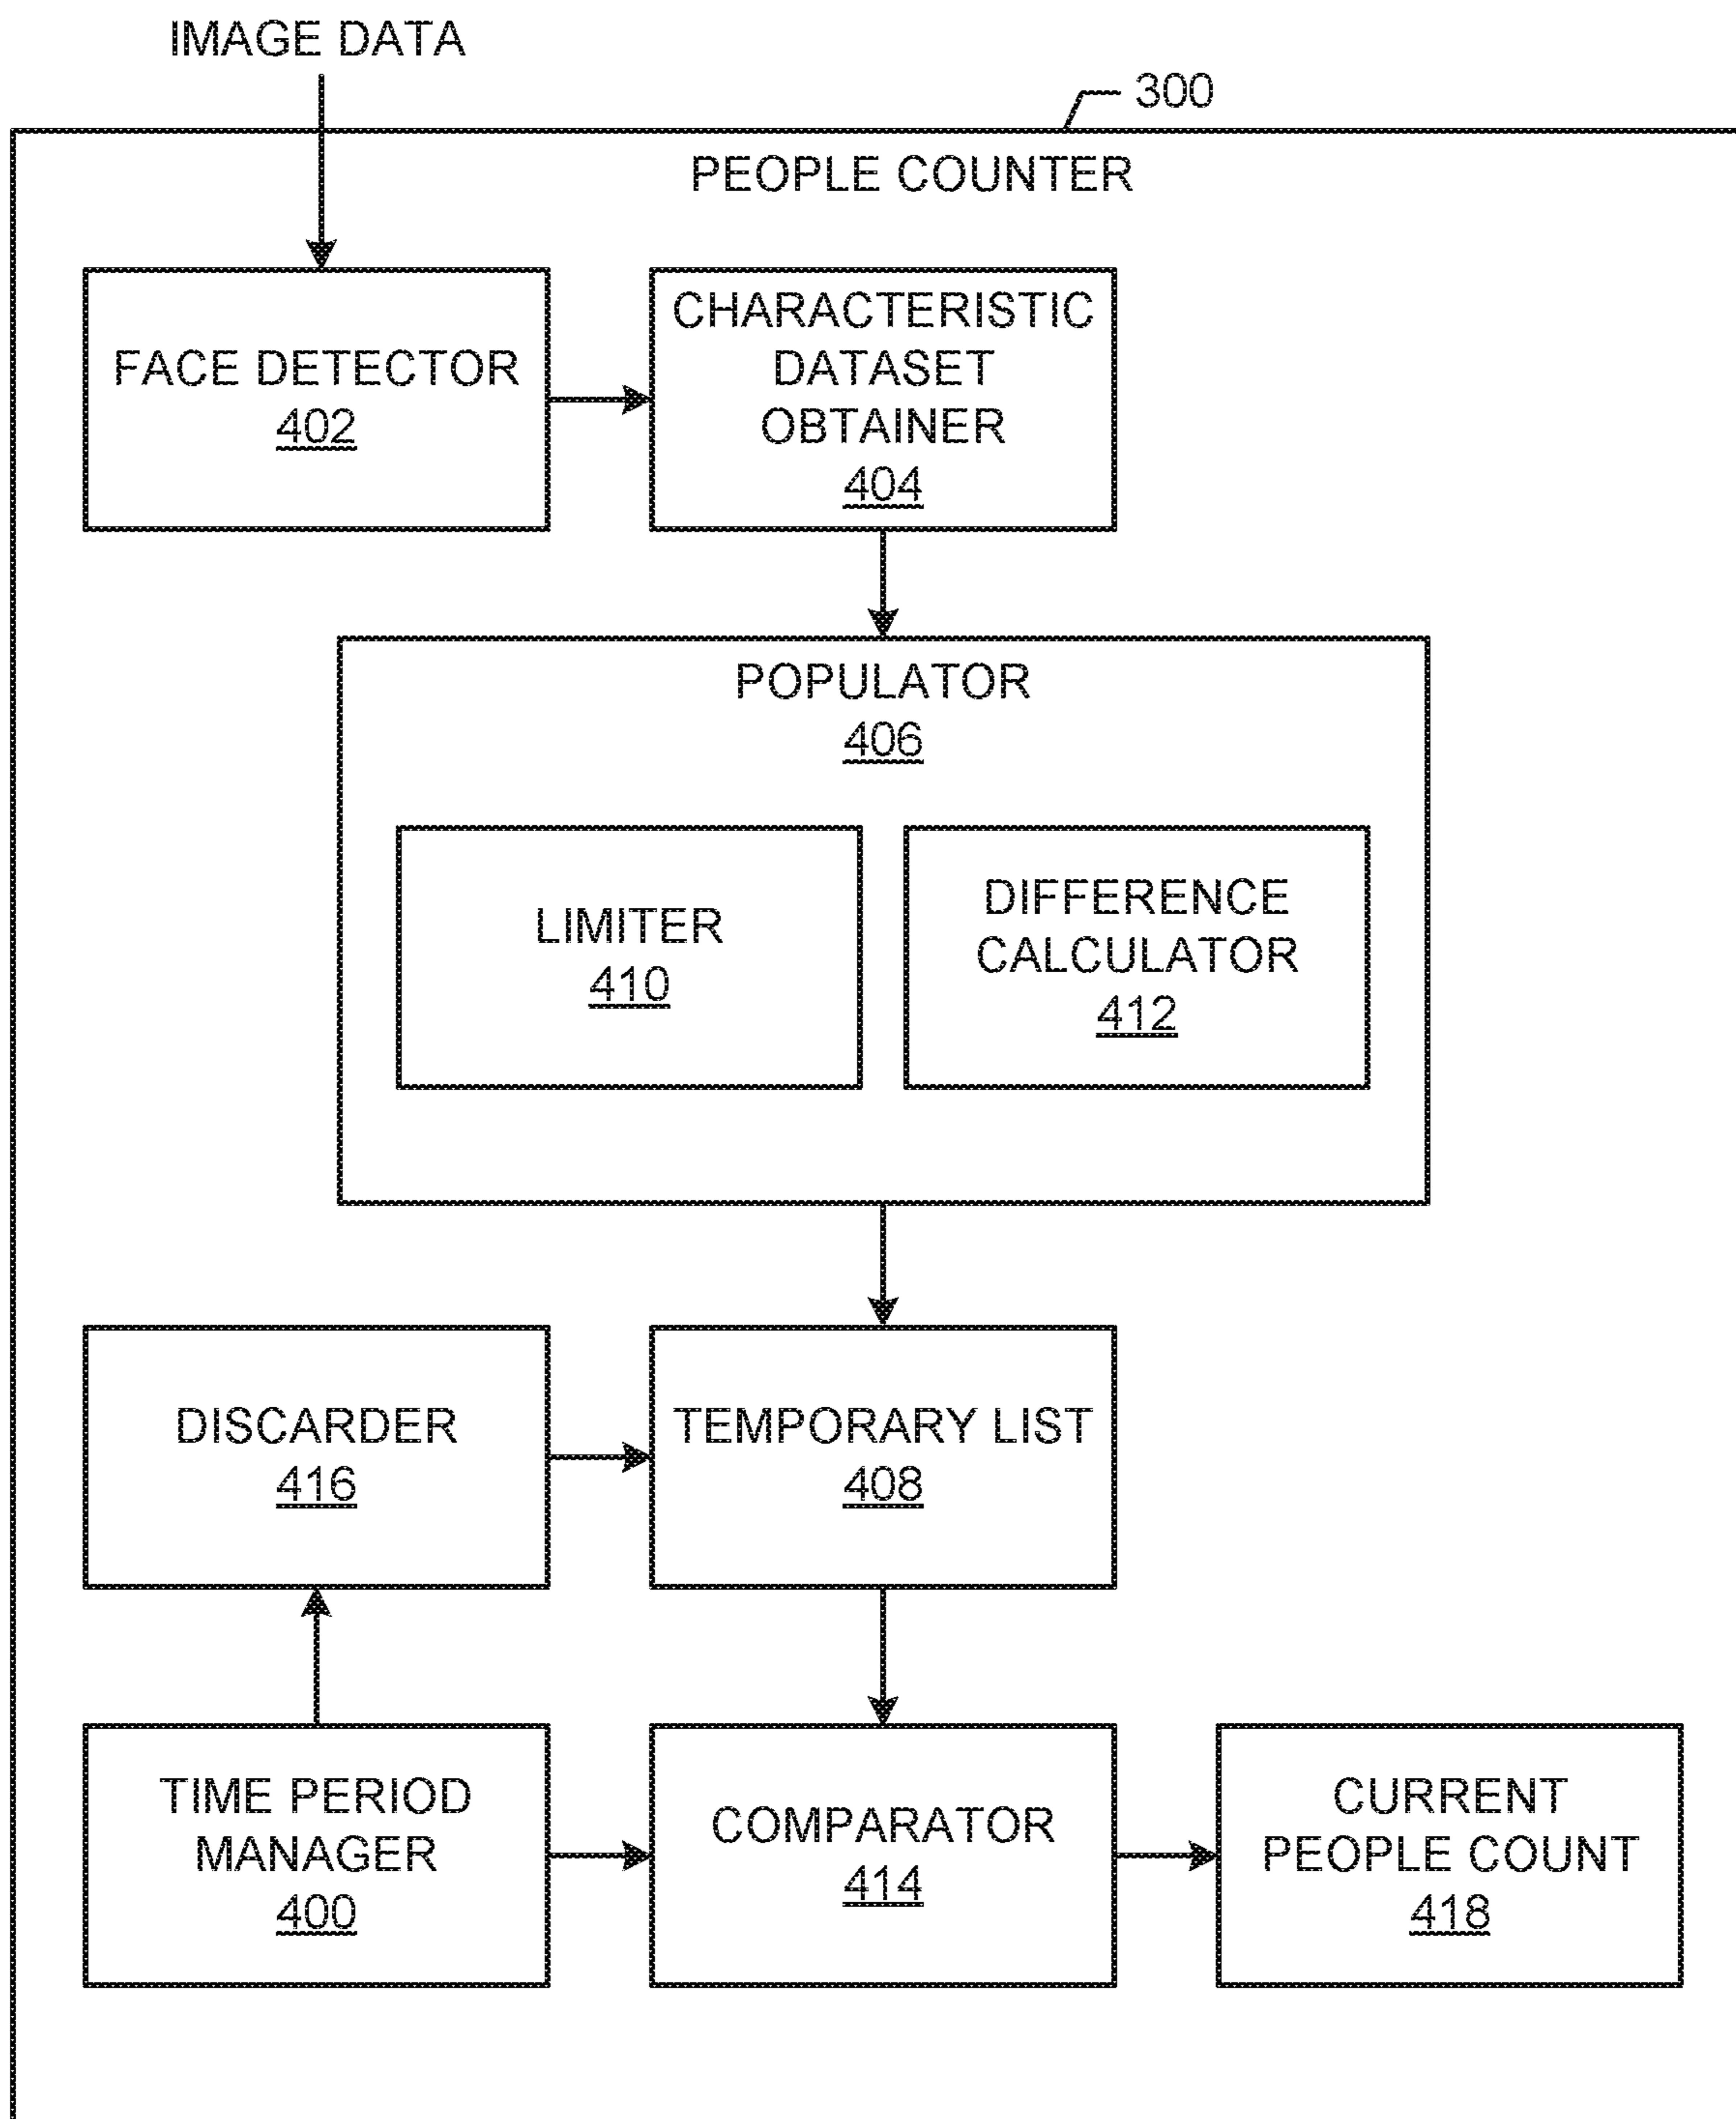 IMAGE DATA
300
PEOPLE COUNTER
FACE DETECTOR
402
CHARACTERISTIC
DATASET
OBTAINER
404
POPULATOR
406
LIMITER
410
DIFFERENCE
CALCULATOR
412
DISCARDER
416
TEMPORARY LIST
408
TIME PERIOD
MANAGER
400
COMPARATOR
414
CURRENT
PEOPLE COUNT
418